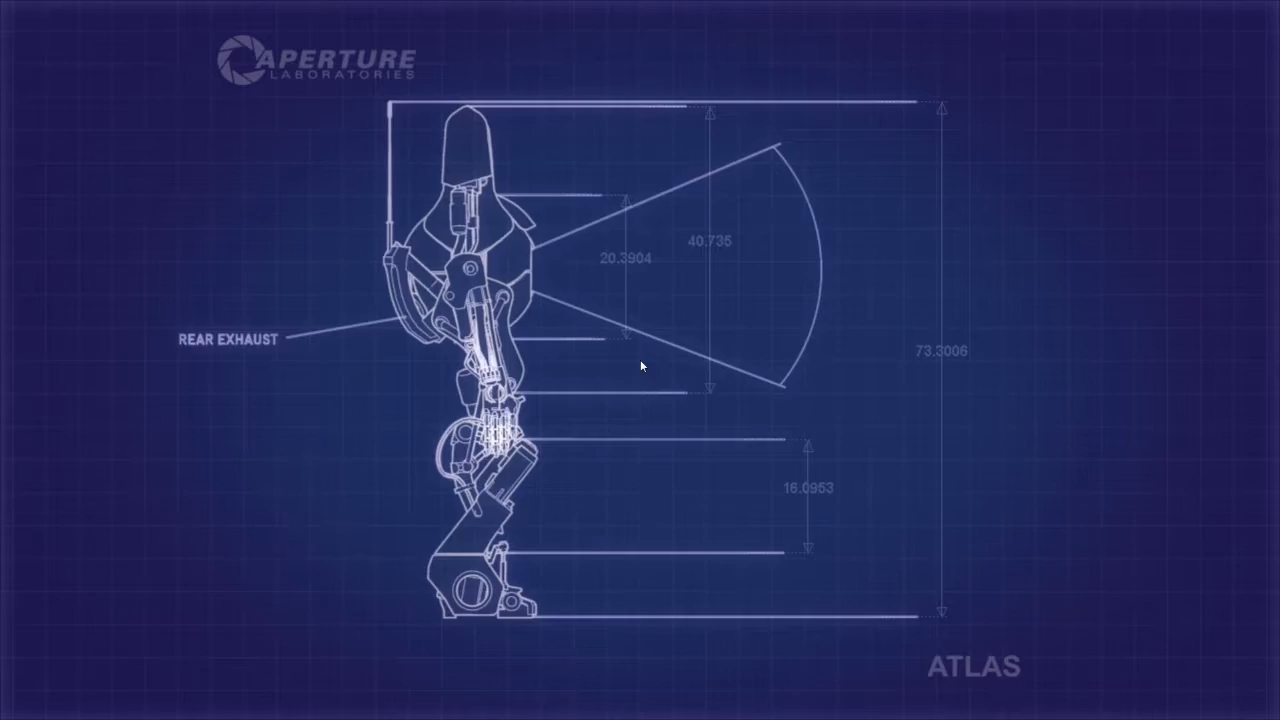 APERTURE
LABORATORIES
40.735
20.3904
REAR EXHAUST
73.3006
16.0953
ATLAS